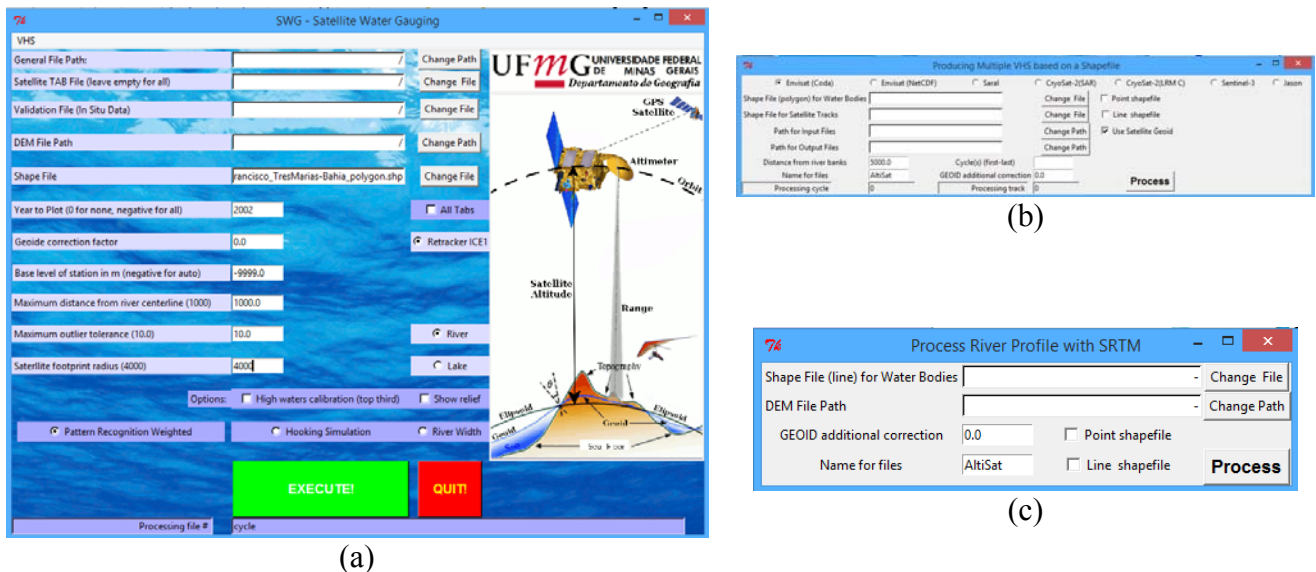 SWG - Satellite Water Gauging
VHS
General File Path: / Change Path
Satellite TAB File (leave empty for all) / Change File
Validation File (In Situ Data) / Change File
DEM File Path / Change Path
Shape File rancisco_TresMarias-Bahia_polygon.shp Change File
Year to Plot (0 for none, negative for all) 2002 All Tabs
Geoide correction factor 0.0 Retracker ICE1
Base level of station in m (negative for auto) -9999.0
Maximum distance from river centerline (1000) 1000.0
Maximum outlier tolerance (10.0) 10.0 River
Saterllite footprint radius (4000) 4000 Lake
Options: High waters calibration (top third) Show relief
Pattern Recognition Weighted Hooking Simulation River Width
EXECUTE! QUIT!
Processing file # cycle
UFmG UNIVERSIDADE FEDERAL
DE MINAS GERAIS
Departamento de Geografia
GPS
Satellite
Altimeter
Orbit
Satellite
Altitude
Range
Topography
Elipsoid
Geoid
Geoid
Elipsoid
(a)
Producing Multiple VHS based on a Shapefile
Envisat (Coda) Envisat (NetCDF) Saral CryoSat-2(SAR) CryoSat-2(LRM C) Sentinel-3 Jason
Shape File (polygon) for Water Bodies Change File Point shapefile
Shape File for Satellite Tracks Change File Line shapefile
Path for Input Files Change Path Use Satellite Geoid
Path for Output Files Change Path
Distance from river banks 5000.0 Cycle(s) (first-last)
Name for files AltiSat GEOID additional correction 0.0 Process
Processing cycle 0 Processing track 0
(b)
Process River Profile with SRTM
Shape File (line) for Water Bodies - Change File
DEM File Path - Change Path
GEOID additional correction 0.0 Point shapefile
Name for files AltiSat Line shapefile Process
(c)